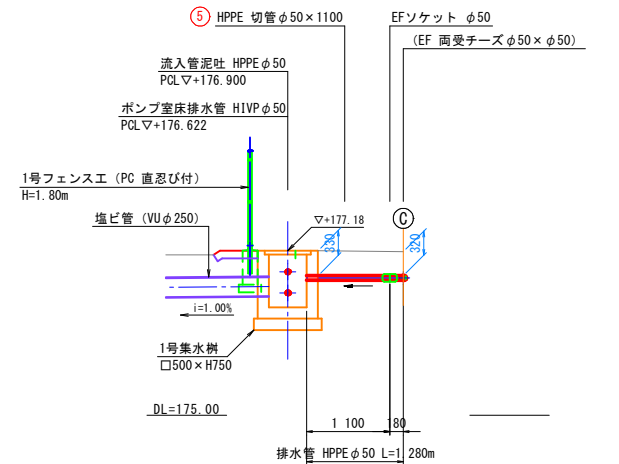 ⑤ HPPE 切管φ50×1100
EFソケット φ50
(EF 両受チーズφ50×φ50)
流入管泥吐 HPPEφ50
PCL▽+176.900
ポンプ室床排水管 HIVPφ50
PCL▽+176.622
1号フェンス工 (PC 直忍び付)
H=1.80m
塩ビ管 (VUφ250)
▽+177.18
C
330
320
i=1.00%
1号集水桝
□500×H750
DL=175.00
1 100
180
排水管 HPPEφ50 L=1.280m